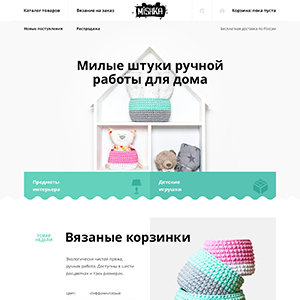 Каталог товаров
Вязание на заказ
MiSHKA
Корзина: пока пуста
Новые поступления
Распродажа
Бесплатная доставка по России
Милые штуки ручной
работы для дома
Предметы
интерьера
Детские
игрушки
ТОВАР
НЕДЕЛИ
Вязаные корзинки
Экологически чистая пряжа,
ручная работа. Доступны в шести
расцветках и трех размерах.
ЦВЕТ: